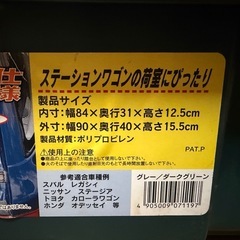 仕
様
ステーションワゴンの荷室にぴったり
製品サイズ
内寸：幅84×奥行31×高さ12.5cm
外寸：幅90×奥行40×高さ15.5cm
製品材質：ポリプロピレン
PAT.P
⚠使用上の注意
参考適合車種例
スバル レガシィ
ニッサン ステージア
トヨタ カローラワゴン
ホンダ オデッセイ 等
グレー／ダークグリーン
4 905009 071197